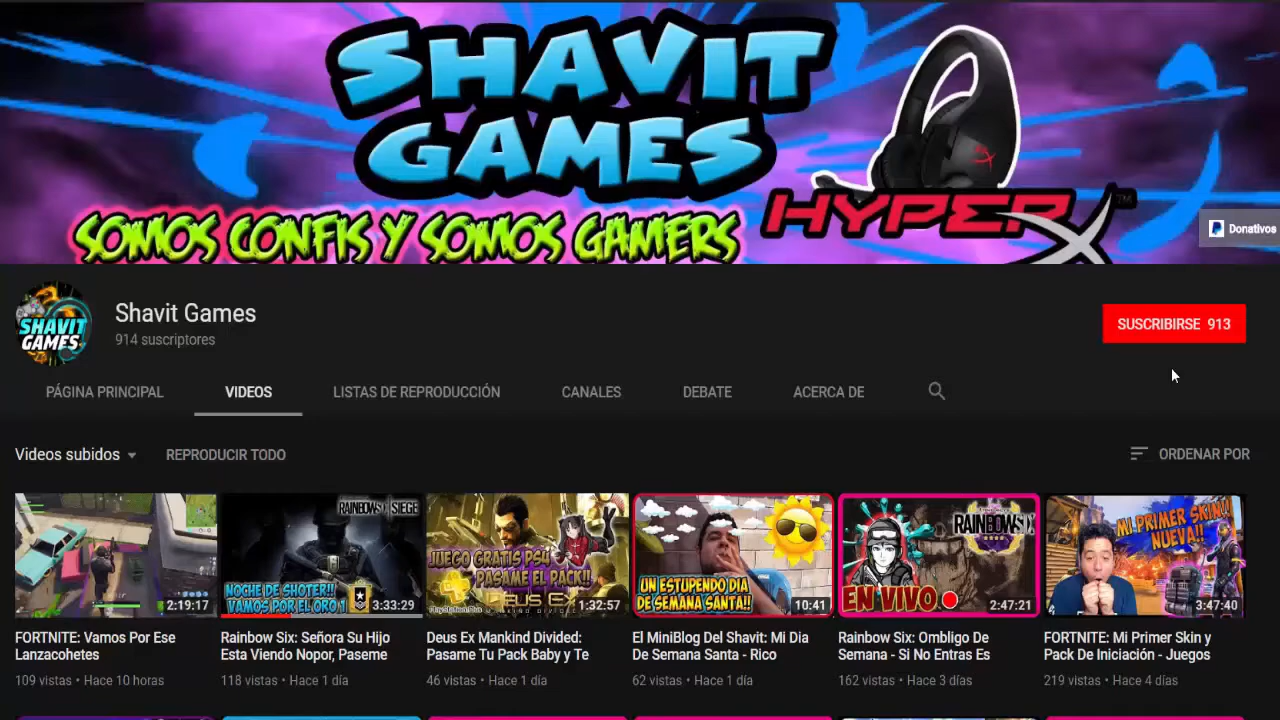 SHAVIT
GAMES
SOMOS CONFIS Y SOMOS GAMERS
HYPERX™
Donativos
SHAVIT
GAMES
Shavit Games
914 suscriptores
SUSCRIBIRSE 913
PÁGINA PRINCIPAL VIDEOS LISTAS DE REPRODUCCIÓN CANALES DEBATE ACERCA DE
Videos subidos REPRODUCIR TODO ORDENAR POR
2:19:17
RAINBOW SIX SIEGE
NOCHE DE SHOTER!!
VAMOS POR EL ORO 1
3:33:29
JUEGO GRATIS PS4
PASAME EL PACK!!
DEUS EX
1:32:57
UN ESTUPENDO DIA
DE SEMANA SANTA!!
10:41
RAINBOWSIX
EN VIVO
2:47:21
MI PRIMER SKIN!!
NUEVA!!
3:47:40
FORTNITE: Vamos Por Ese
Lanzacohetes
109 vistas • Hace 10 horas
Rainbow Six: Señora Su Hijo
Esta Viendo Nopor, Paseme
118 vistas • Hace 1 día
Deus Ex Mankind Divided:
Pasame Tu Pack Baby y Te
46 vistas • Hace 1 día
El MiniBlog Del Shavit: Mi Dia
De Semana Santa - Rico
62 vistas • Hace 1 día
Rainbow Six: Ombligo De
Semana - Si No Entras Es
162 vistas • Hace 3 días
FORTNITE: Mi Primer Skin y
Pack De Iniciación - Juegos
219 vistas • Hace 4 días